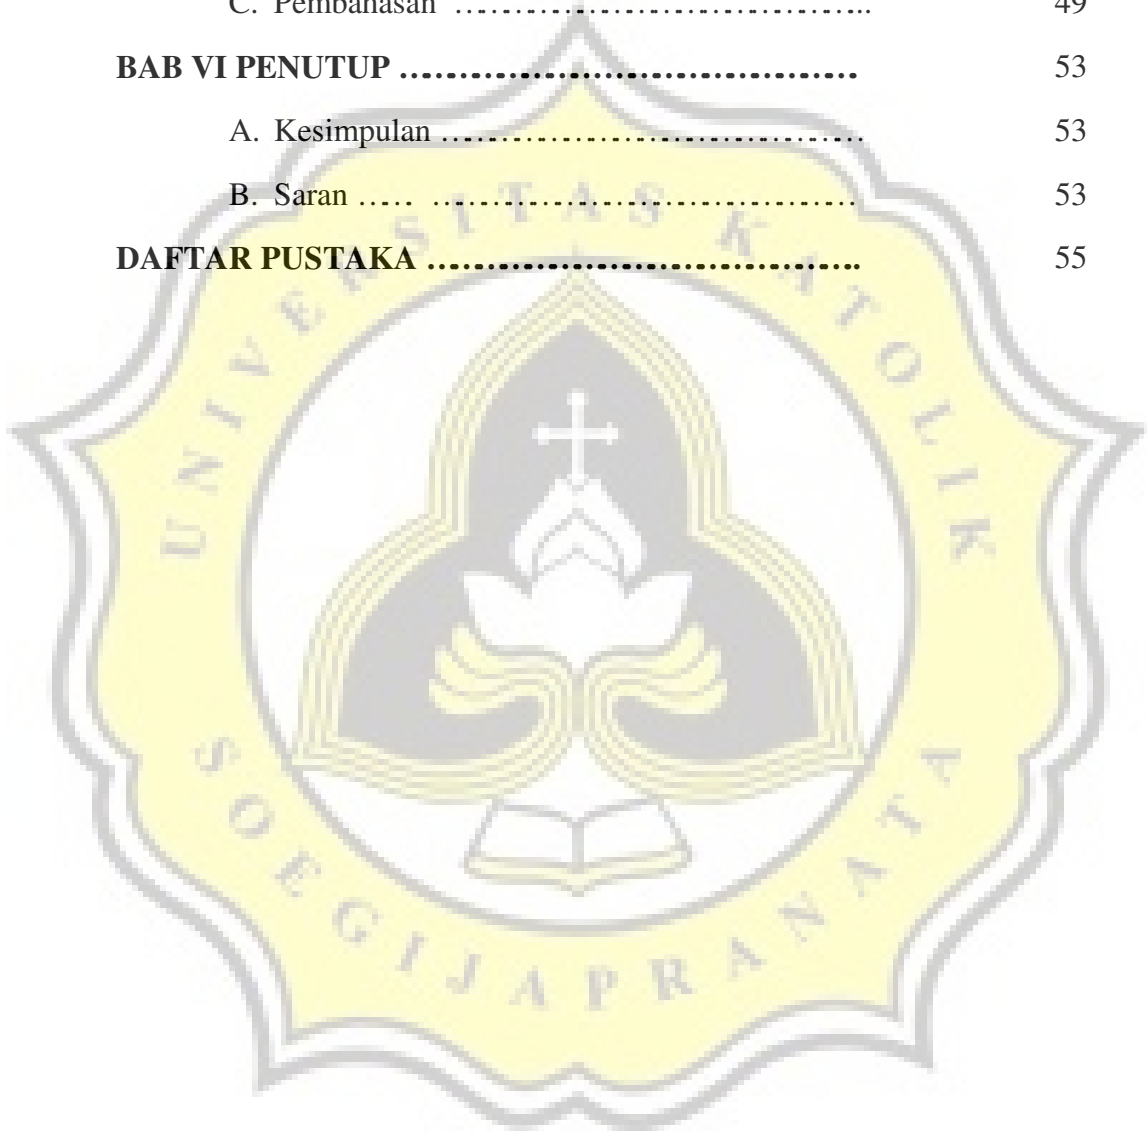 C. Pembahasan ………………………………….. 49
BAB VI PENUTUP …………………………………… 53
A. Kesimpulan ………………………………… 53
B. Saran …… ………………………………… 53
DAFTAR PUSTAKA …………………………………. 55
UNIVERSITAS KATOLIK
SOEGIJAPRANATA